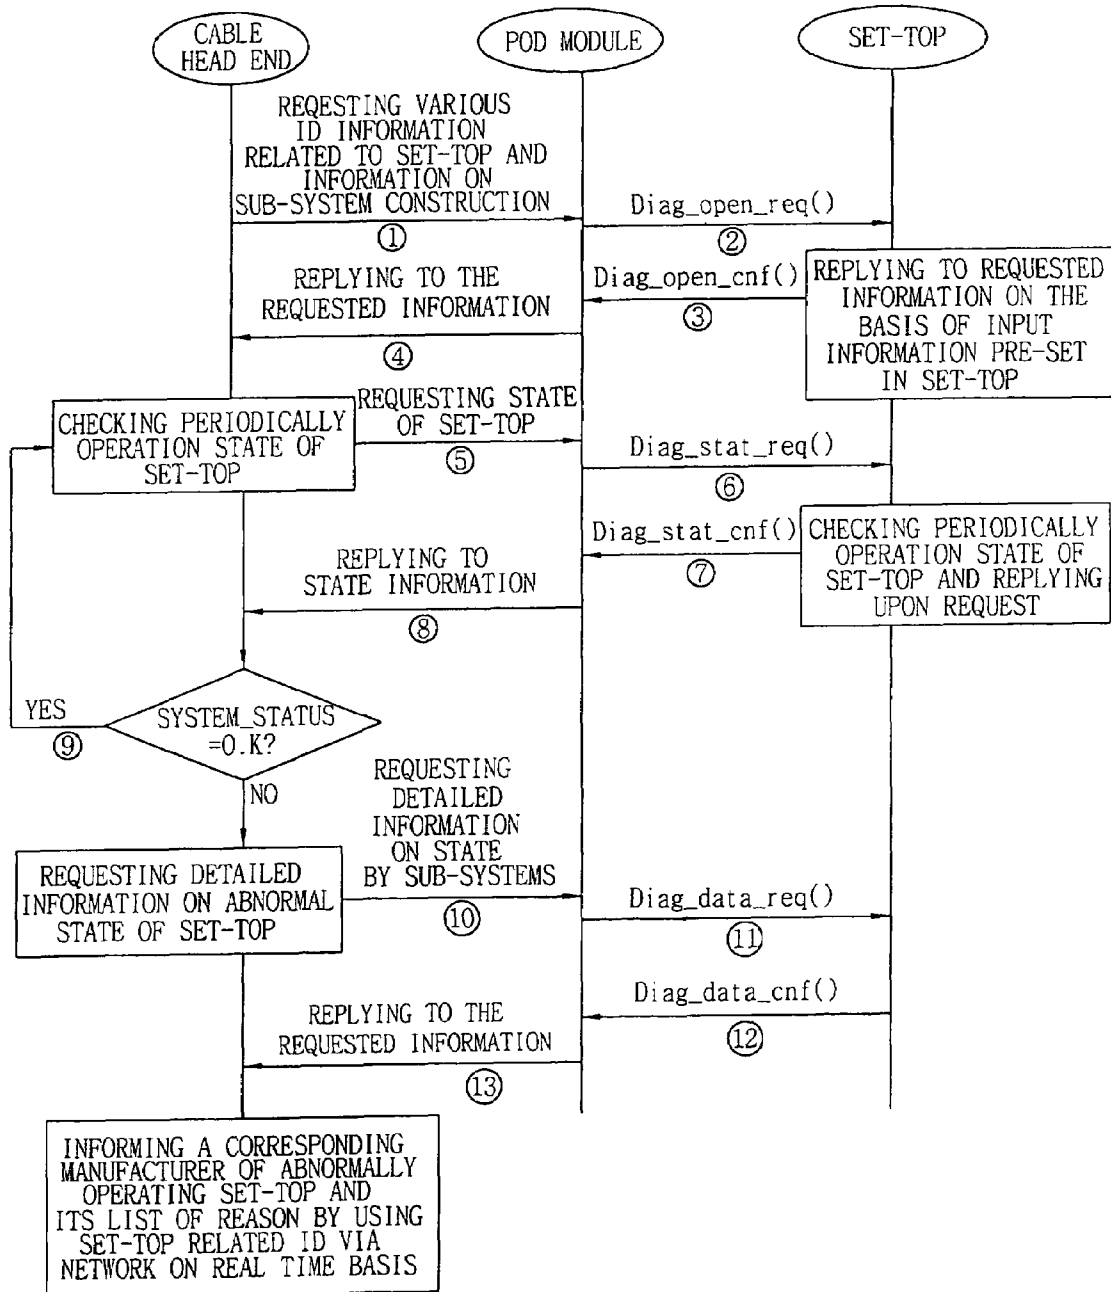 CABLE
HEAD END
POD MODULE
SET-TOP
REQESTING VARIOUS
ID INFORMATION
RELATED TO SET-TOP AND
INFORMATION ON
SUB-SYSTEM CONSTRUCTION
①
Diag_open_req()
②
Diag_open_cnf()
③
REPLYING TO REQUESTED
INFORMATION ON THE
BASIS OF INPUT
INFORMATION PRE-SET
IN SET-TOP
REPLYING TO THE
REQUESTED INFORMATION
④
CHECKING PERIODICALLY
OPERATION STATE OF
SET-TOP
REQUESTING STATE
OF SET-TOP
⑤
Diag_stat_req()
⑥
Diag_stat_cnf()
⑦
CHECKING PERIODICALLY
OPERATION STATE OF
SET-TOP AND REPLYING
UPON REQUEST
REPLYING TO
STATE INFORMATION
⑧
YES
⑨
SYSTEM_STATUS
=O.K?
NO
REQUESTING
DETAILED
INFORMATION
ON STATE
BY SUB-SYSTEMS
⑩
REQUESTING DETAILED
INFORMATION ON ABNORMAL
STATE OF SET-TOP
Diag_data_req()
⑪
Diag_data_cnf()
⑫
REPLYING TO THE
REQUESTED INFORMATION
⑬
INFORMING A CORRESPONDING
MANUFACTURER OF ABNORMALLY
OPERATING SET-TOP AND
ITS LIST OF REASON BY USING
SET-TOP RELATED ID VIA
NETWORK ON REAL TIME BASIS